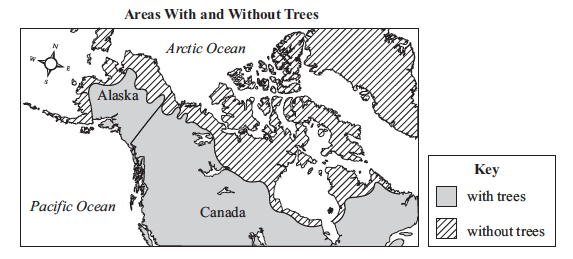 Areas With and Without Trees
N
W
E
S
Arctic Ocean
Alaska
Pacific Ocean
Canada
Key
with trees
without trees